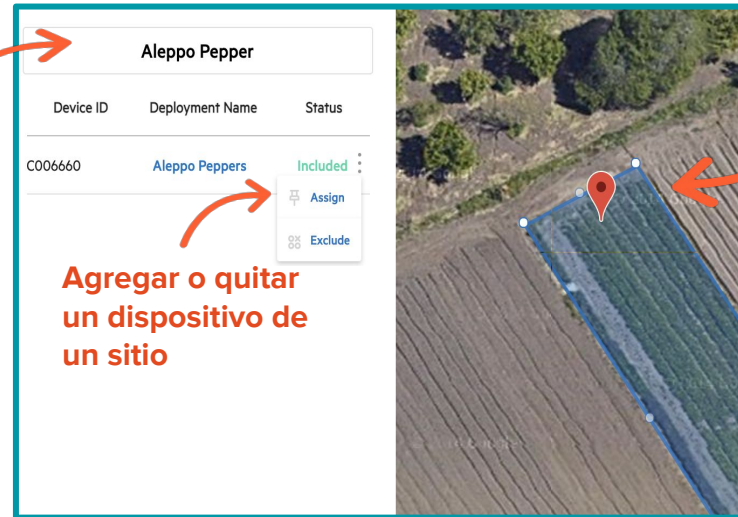 Aleppo Pepper
Device ID Deployment Name Status
C006660 Aleppo Peppers Included
Assign
Exclude
Agregar o quitar
un dispositivo de
un sitio